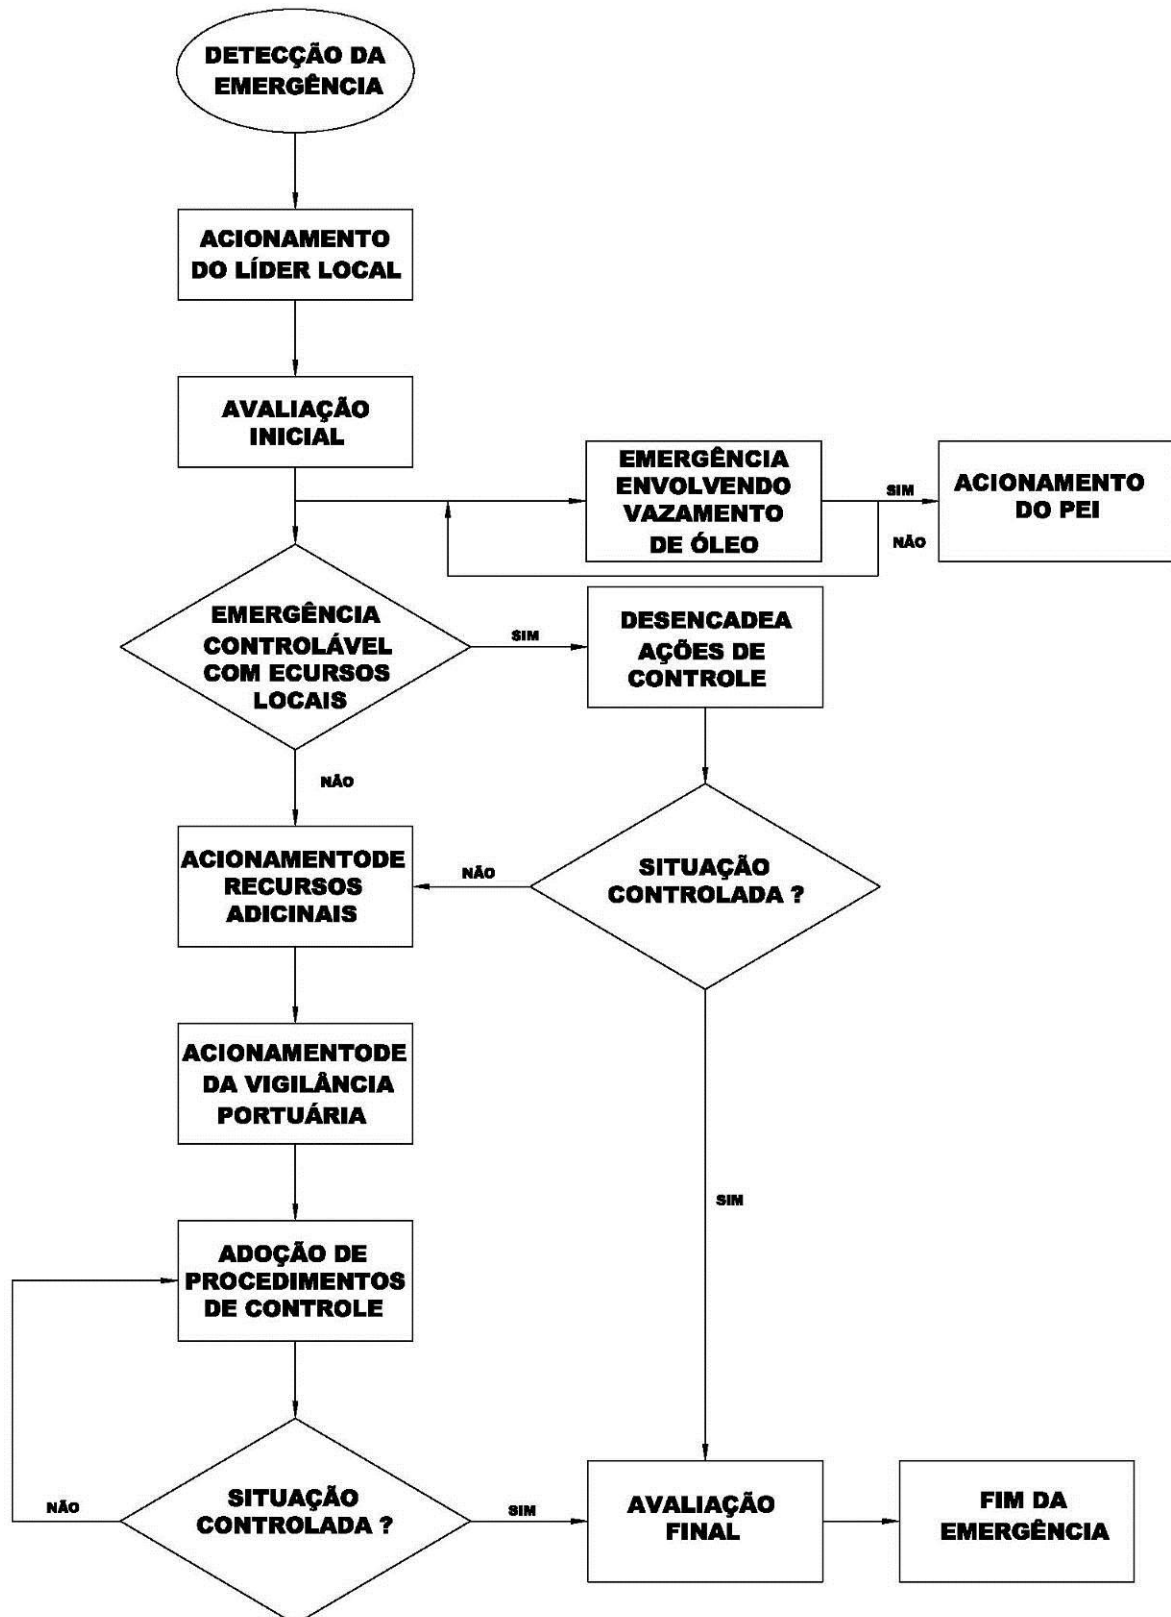 DETECÇÃO DA
EMERGÊNCIA
ACIONAMENTO
DO LÍDER LOCAL
AVALIAÇÃO
INICIAL
EMERGÊNCIA
ENVOLVENDO
VAZAMENTO
DE ÓLEO
SIM
NÃO
ACIONAMENTO
DO PEI
EMERGÊNCIA
CONTROLÁVEL
COM ECURSOS
LOCAIS
SIM
DESENCADEA
AÇÕES DE
CONTROLE
NÃO
ACIONAMENTODE
RECURSOS
ADICINAIS
NÃO
SITUAÇÃO
CONTROLADA ?
ACIONAMENTODE
DA VIGILÂNCIA
PORTUÁRIA
SIM
ADOÇÃO DE
PROCEDIMENTOS
DE CONTROLE
NÃO
SITUAÇÃO
CONTROLADA ?
SIM
AVALIAÇÃO
FINAL
FIM DA
EMERGÊNCIA